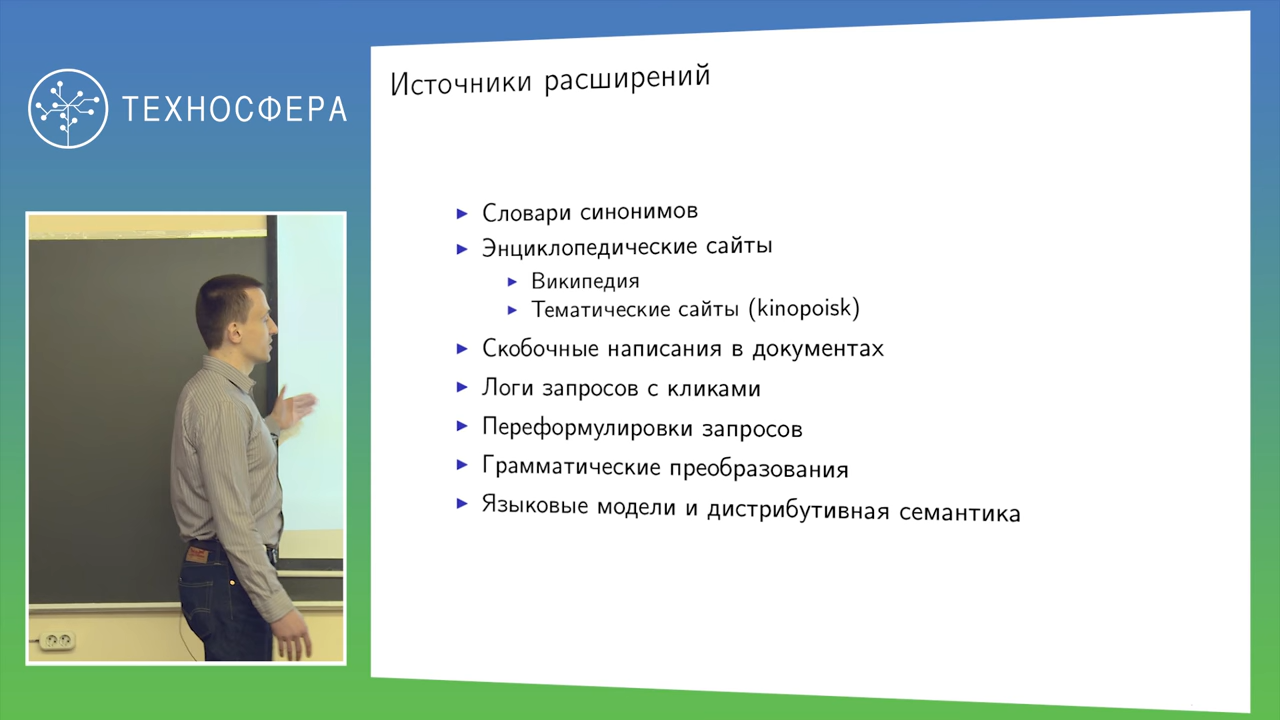 ТЕХНОСФЕРА
Источники расширений
Словари синонимов
Энциклопедические сайты
Википедия
Тематические сайты (kinopoisk)
Скобочные написания в документах
Логи запросов с кликами
Переформулировки запросов
Грамматические преобразования
Языковые модели и дистрибутивная семантика